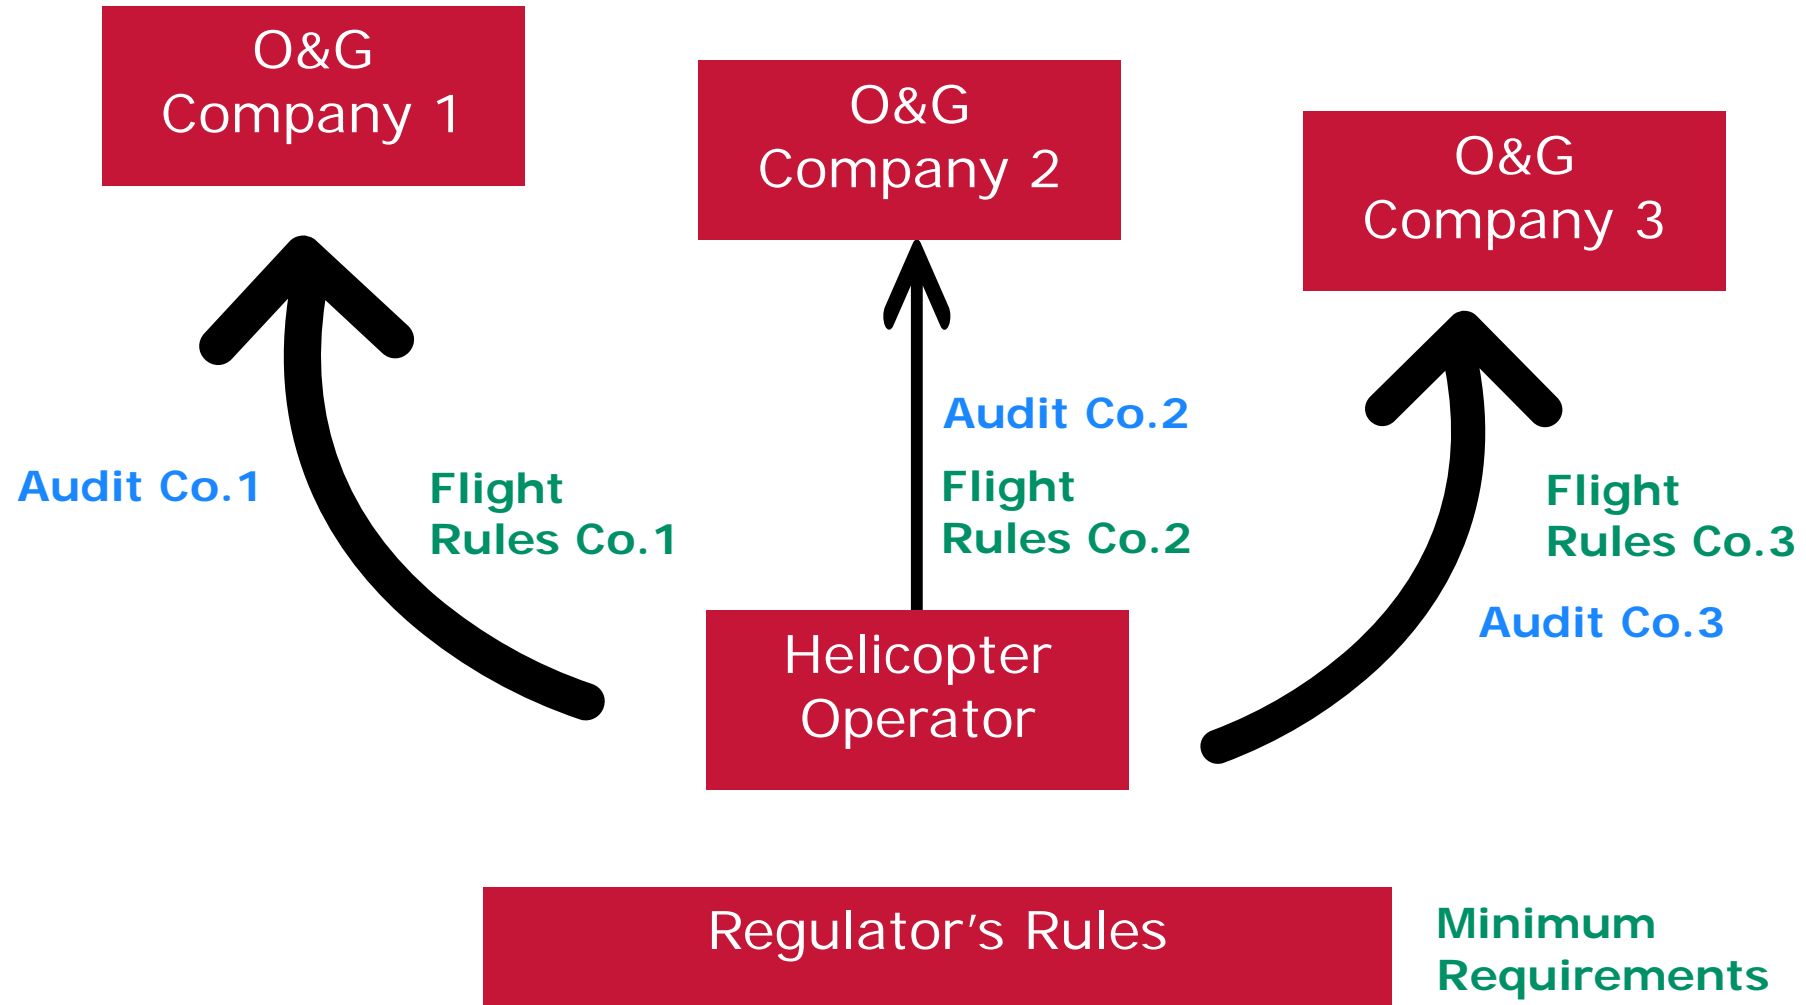 O&G
Company 1
O&G
Company 2
O&G
Company 3
Audit Co.1
Flight
Rules Co.1
Audit Co.2
Flight
Rules Co.2
Flight
Rules Co.3
Audit Co.3
Helicopter
Operator
Regulator’s Rules
Minimum
Requirements